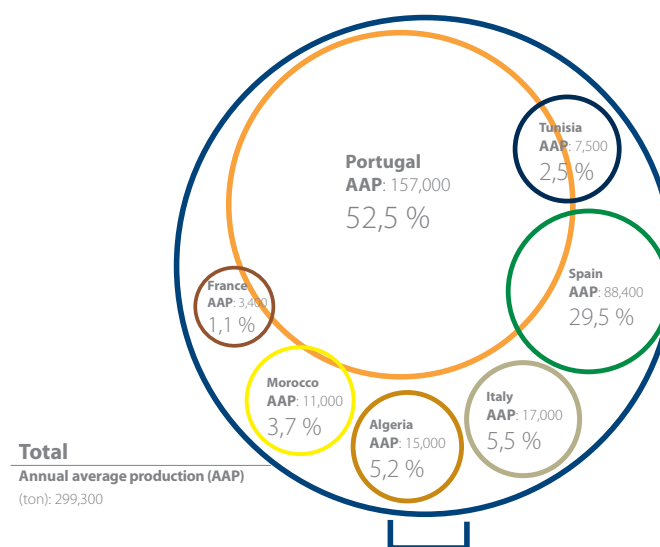 Tunisia
AAP: 7,500
2,5 %
Portugal
AAP: 157,000
52,5 %
Spain
AAP: 88,400
29,5 %
France
AAP: 3,400
1,1 %
Morocco
AAP: 11,000
3,7 %
Algeria
AAP: 15,000
5,2 %
Italy
AAP: 17,000
5,5 %
Total
Annual average production (AAP)
(ton): 299,300